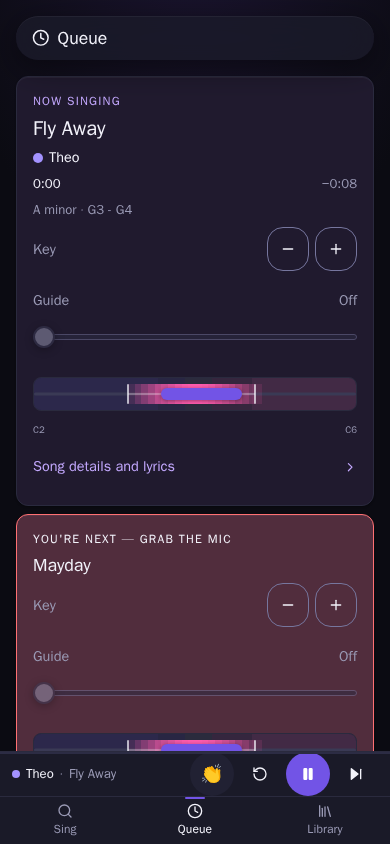 Queue
NOW SINGING
Fly Away
Theo
0:00 −0:08
A minor · G3 - G4
Key − +
Guide Off
C2 C6
Song details and lyrics
YOU'RE NEXT — GRAB THE MIC
Mayday
Key − +
Guide Off
Theo · Fly Away
Sing Queue Library